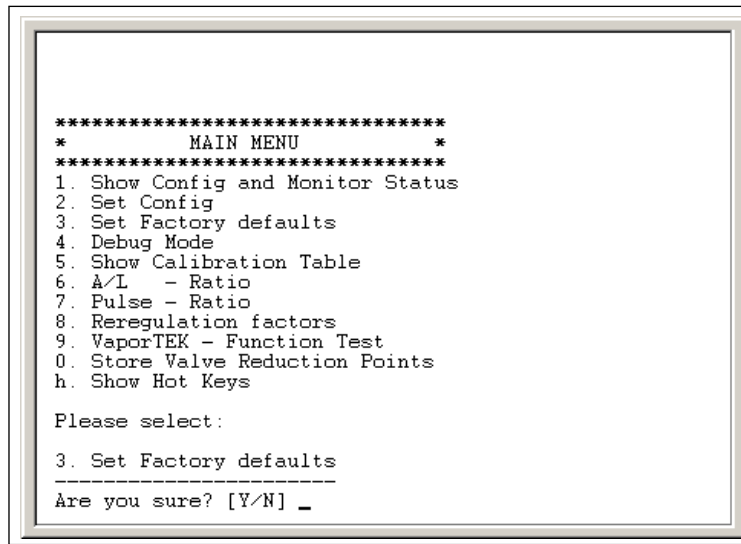 ********************************
*          MAIN MENU           *
********************************
1. Show Config and Monitor Status
2. Set Config
3. Set Factory defaults
4. Debug Mode
5. Show Calibration Table
6. A/L   - Ratio
7. Pulse - Ratio
8. Reregulation factors
9. VaporTEK - Function Test
0. Store Valve Reduction Points
h. Show Hot Keys
Please select:
3. Set Factory defaults
-----------------------
Are you sure? [Y/N] _